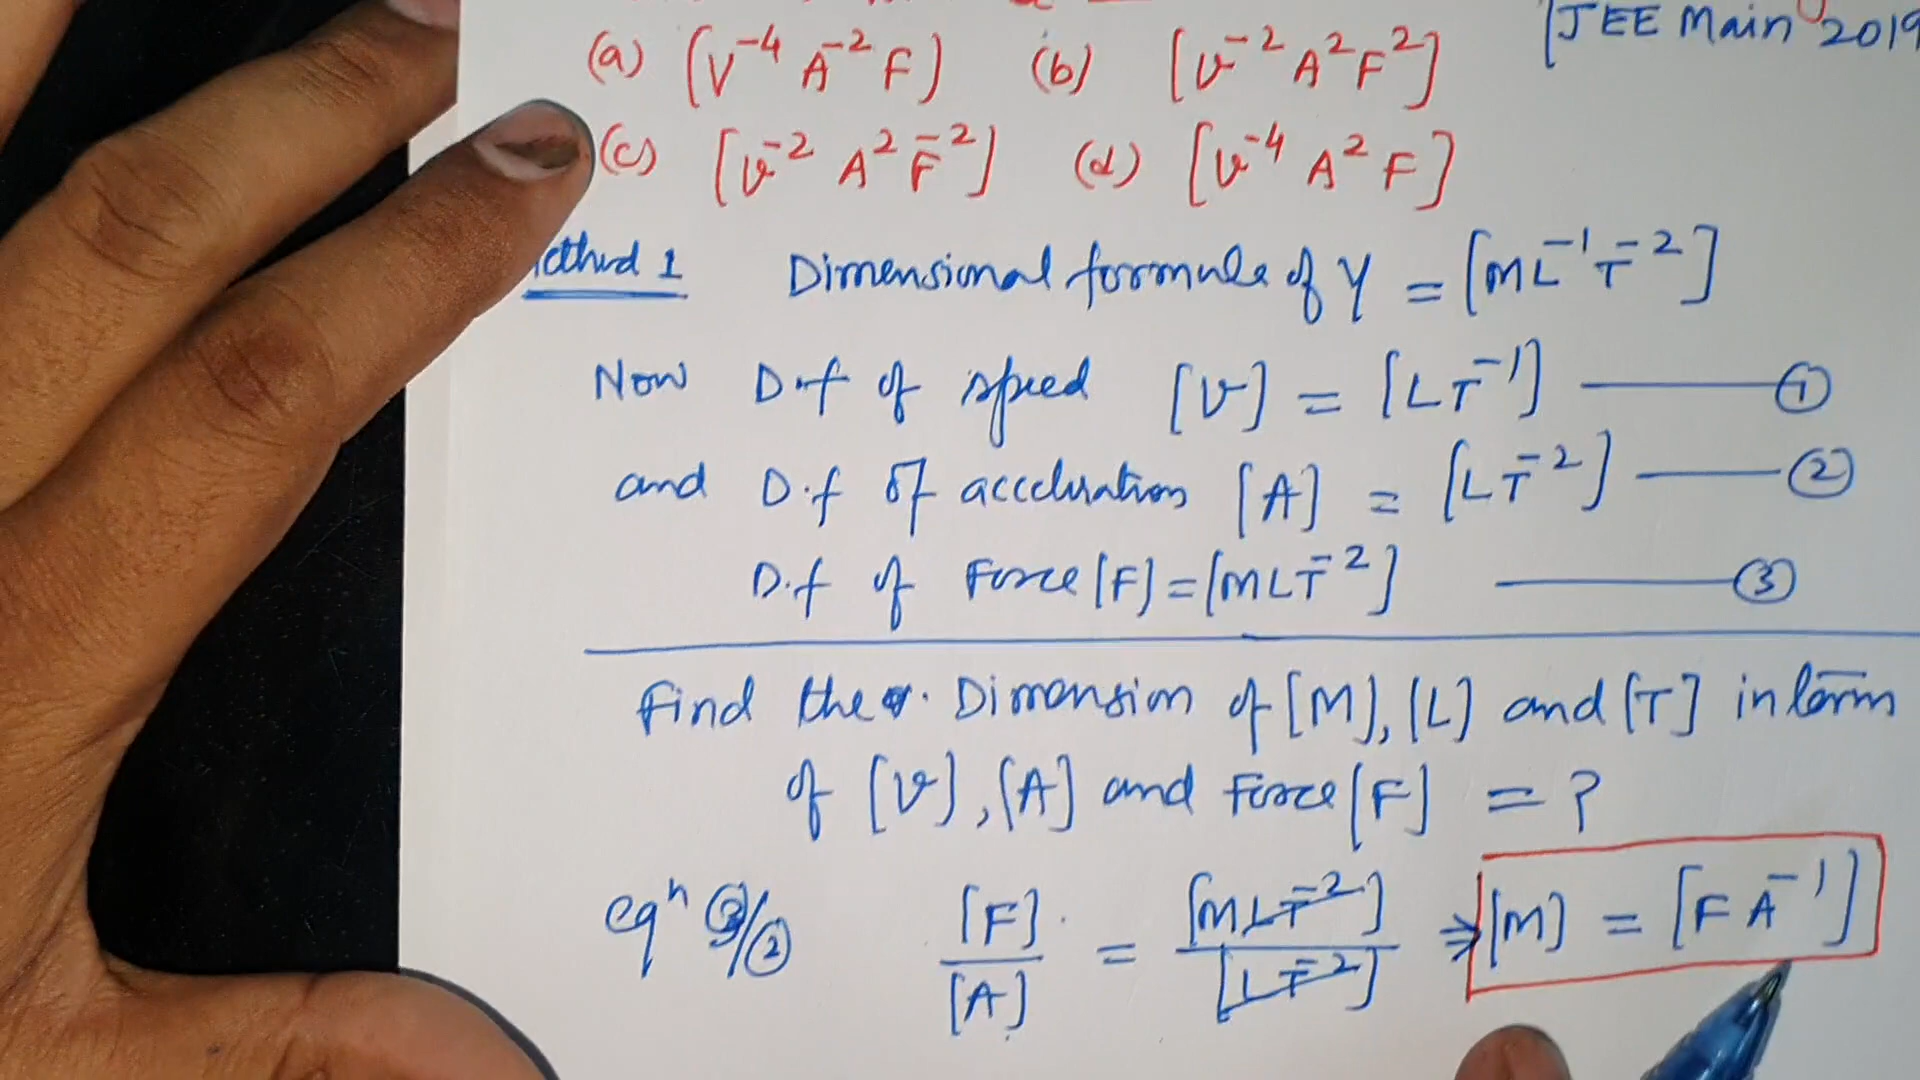 [JEE Main 2019
(a) (V⁻⁴ A⁻² F) (b) [v⁻² A² F²]
(c) [v⁻² A² F⁻²] (d) [v⁻⁴ A² F]
ethod 1 Dimensional formula of Y = [ML⁻¹T⁻²]
Now D.f of speed [v] = [LT⁻¹] ——— ①
and D.f of acceleration [A] = [LT⁻²] ——— ②
D.f of Force [F] = [MLT⁻²] ——— ③
Find the Dimension of [M], [L] and [T] in term
of [v], [A] and Force [F] = ?
eqⁿ ③/② [F]/[A] = [MLT⁻²]/[LT⁻²] ⇒ [M] = [F A⁻¹]